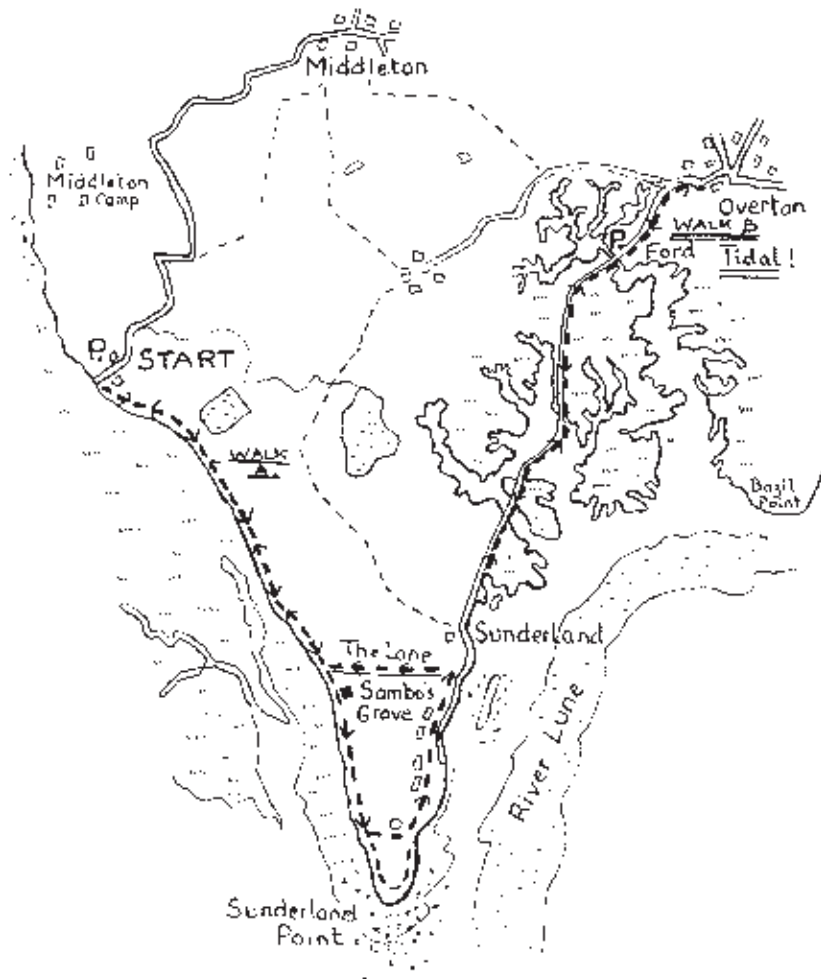 Middleton
Middleton
Camp
Overton
WALK B
P
Ford
Tidal!
P
START
WALK
A.
Bazil
Point
Sunderland
The Lane
Sambos
Grave
River Lune
Sunderland
Point